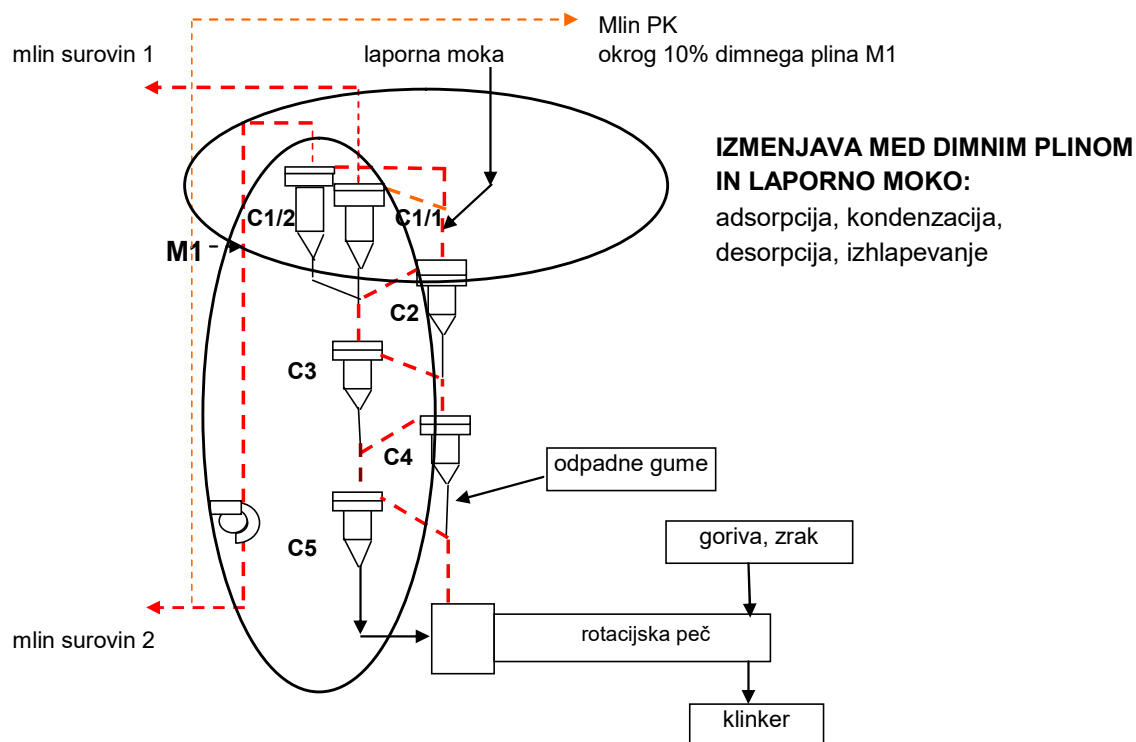 Mlin PK
mlin surovin 1
laporna moka
okrog 10% dimnega plina M1
IZMENJAVA MED DIMNIM PLINOM
IN LAPORNO MOKO:
adsorpcija, kondenzacija,
desorpcija, izhlapevanje
C1/2
C1/1
M1
C2
C3
C4
odpadne gume
C5
goriva, zrak
mlin surovin 2
rotacijska peč
klinker